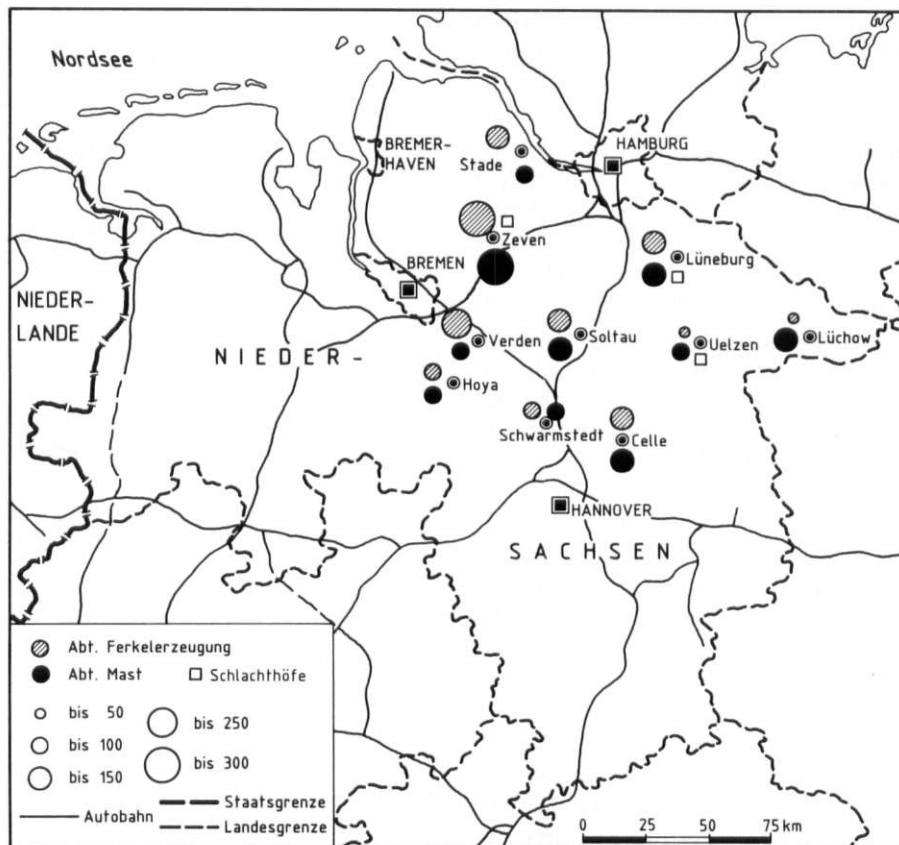 Nordsee
BREMER-
HAVEN
Stade
HAMBURG
Zeven
BREMEN
Lüneburg
NIEDER-
LANDE
Verden
Soltau
Uelzen
Lüchow
NIEDER-
Hoya
Schwarmstedt
Celle
HANNOVER
SACHSEN
Abt. Ferkelerzeugung
Abt. Mast
Schlachthöfe
bis 50
bis 250
bis 100
bis 300
bis 150
Autobahn
Staatsgrenze
Landesgrenze
0 25 50 75 km